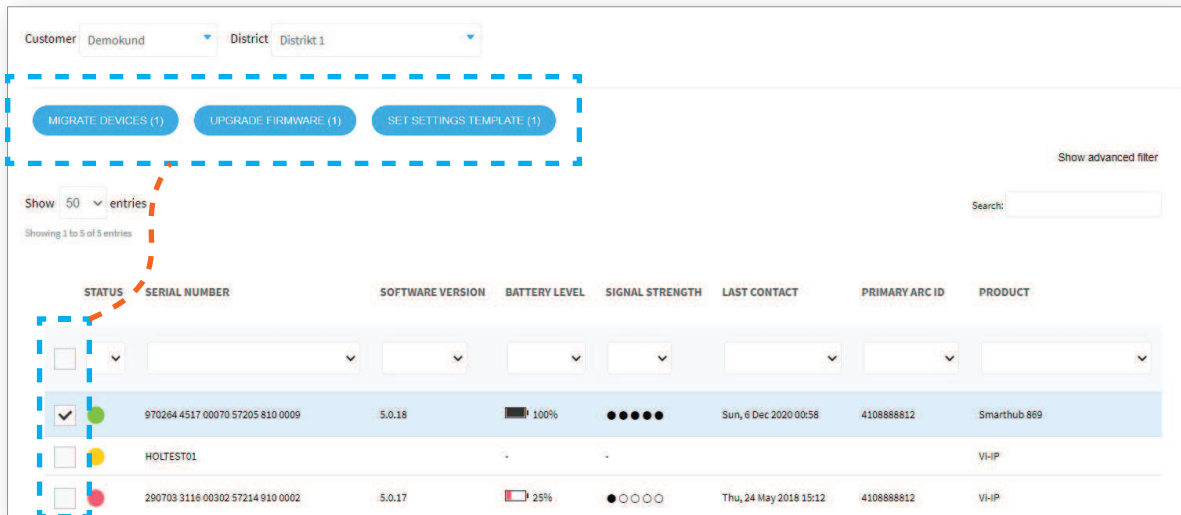 Customer Demokund District Distrikt 1
MIGRATE DEVICES (1) UPGRADE FIRMWARE (1) SET SETTINGS TEMPLATE (1)
Show advanced filter
Show 50 entries Search:
Showing 1 to 5 of 5 entries
STATUS SERIAL NUMBER SOFTWARE VERSION BATTERY LEVEL SIGNAL STRENGTH LAST CONTACT PRIMARY ARC ID PRODUCT
970264 4517 00070 57205 810 0009 5.0.18 100% Sun, 6 Dec 2020 00:58 4108888812 Smarthub 869
HOLTEST01 - - VI-IP
290703 3116 00302 57214 910 0002 5.0.17 25% Thu, 24 May 2018 15:12 4108888812 VI-IP